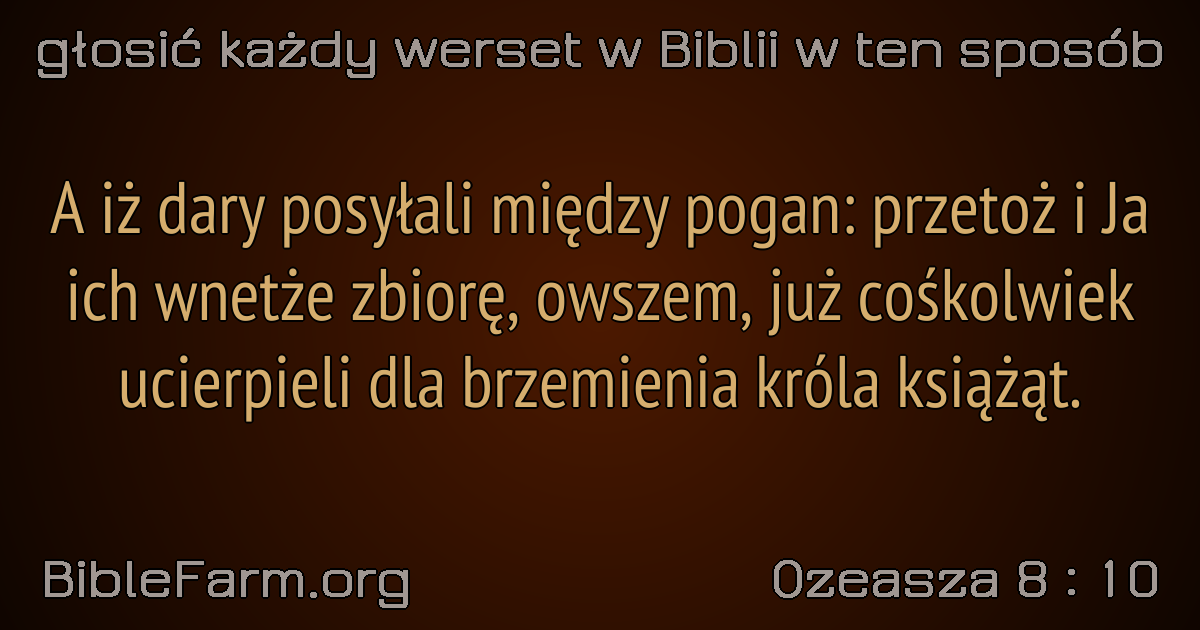 głosić każdy werset w Biblii w ten sposób
A iż dary posyłali między pogan: przetoż i Ja
ich wnetże zbiorę, owszem, już cośkolwiek
ucierpieli dla brzemienia króla książąt.
BibleFarm.org
Ozeasza 8 : 10